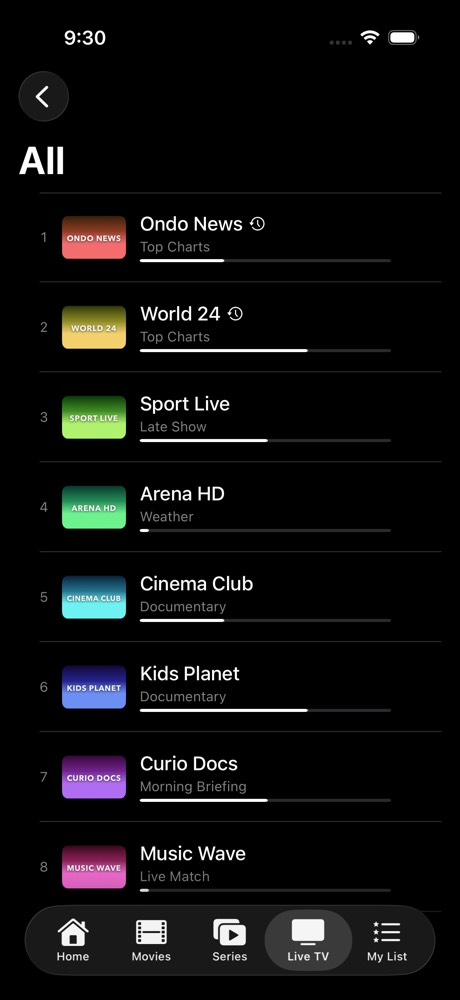 9:30
All
1
ONDO NEWS
Ondo News
Top Charts
2
WORLD 24
World 24
Top Charts
3
SPORT LIVE
Sport Live
Late Show
4
ARENA HD
Arena HD
Weather
5
CINEMA CLUB
Cinema Club
Documentary
6
KIDS PLANET
Kids Planet
Documentary
7
CURIO DOCS
Curio Docs
Morning Briefing
8
MUSIC WAVE
Music Wave
Live Match
Home
Movies
Series
Live TV
My List